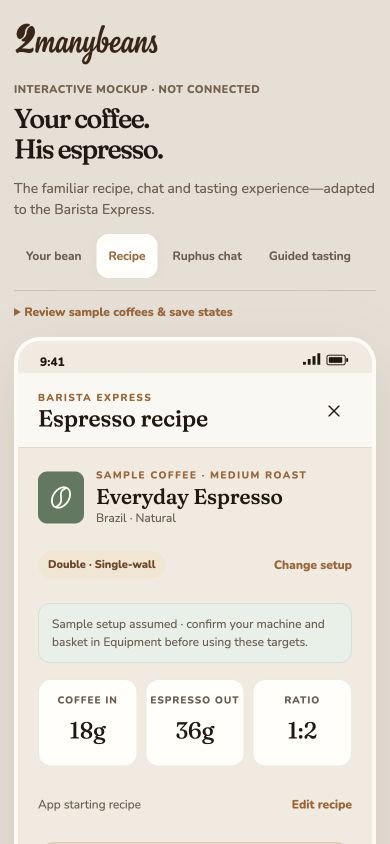 2manybeans
INTERACTIVE MOCKUP · NOT CONNECTED
Your coffee.
His espresso.
The familiar recipe, chat and tasting experience—adapted
to the Barista Express.
Your bean
Recipe
Ruphus chat
Guided tasting
Review sample coffees & save states
9:41
BARISTA EXPRESS
Espresso recipe
SAMPLE COFFEE · MEDIUM ROAST
Everyday Espresso
Brazil · Natural
Double · Single-wall
Change setup
Sample setup assumed · confirm your machine and
basket in Equipment before using these targets.
COFFEE IN
18g
ESPRESSO OUT
36g
RATIO
1:2
App starting recipe
Edit recipe